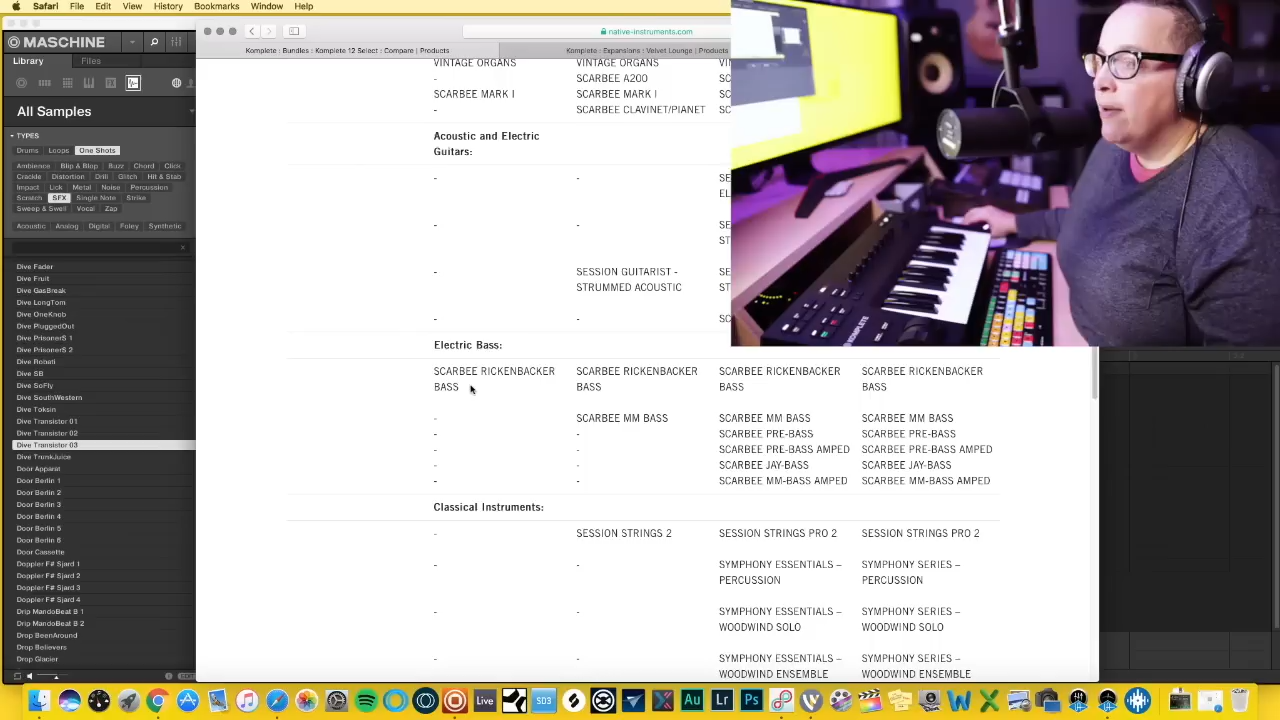 Safari File Edit View History Bookmarks Window Help
MASCHINE
Library Files
All Samples
TYPES
Drums Loops One Shots
Ambience Blip & Blop Buzz Chord Click
Crackle Distortion Drill Glitch Hit & Stab
Impact Lick Metal Noise Percussion
Scratch SFX Single Note Strike
Sweep & Swell Vocal Zap
Acoustic Analog Digital Foley Synthetic
Dive Fader
Dive Fruit
Dive GasBreak
Dive LongTom
Dive OneKnob
Dive PluggedOut
Dive PrisonerS 1
Dive PrisonerS 2
Dive Robati
Dive SB
Dive SoFly
Dive SouthWestern
Dive Toksin
Dive Transistor 01
Dive Transistor 02
Dive Transistor 03
Dive TrunkJuice
Door Apparat
Door Berlin 1
Door Berlin 2
Door Berlin 3
Door Berlin 4
Door Berlin 5
Door Berlin 6
Door Cassette
Doppler F# Sjard 1
Doppler F# Sjard 2
Doppler F# Sjard 3
Doppler F# Sjard 4
Drip MandoBeat B 1
Drip MandoBeat B 2
Drop BeenAround
Drop Believers
Drop Glacier
native-instruments.com
Komplete : Bundles : Komplete 12 Select : Compare | Products
Komplete : Expansions : Velvet Lounge | Products
VINTAGE ORGANS VINTAGE ORGANS
- SCARBEE A200
SCARBEE MARK I SCARBEE MARK I
- SCARBEE CLAVINET/PIANET
Acoustic and Electric
Guitars:
- -
- -
- SESSION GUITARIST -
STRUMMED ACOUSTIC
- -
Electric Bass:
SCARBEE RICKENBACKER SCARBEE RICKENBACKER SCARBEE RICKENBACKER SCARBEE RICKENBACKER
BASS BASS BASS BASS
- SCARBEE MM BASS SCARBEE MM BASS SCARBEE MM BASS
- - SCARBEE PRE-BASS SCARBEE PRE-BASS
- - SCARBEE PRE-BASS AMPED SCARBEE PRE-BASS AMPED
- - SCARBEE JAY-BASS SCARBEE JAY-BASS
- - SCARBEE MM-BASS AMPED SCARBEE MM-BASS AMPED
Classical Instruments:
- SESSION STRINGS 2 SESSION STRINGS PRO 2 SESSION STRINGS PRO 2
- - SYMPHONY ESSENTIALS – SYMPHONY SERIES –
PERCUSSION PERCUSSION
- - SYMPHONY ESSENTIALS – SYMPHONY SERIES –
WOODWIND SOLO WOODWIND SOLO
- - SYMPHONY ESSENTIALS – SYMPHONY SERIES –
WOODWIND ENSEMBLE WOODWIND ENSEMBLE
KOMPLETE
Live SD3 Au Lr Ps